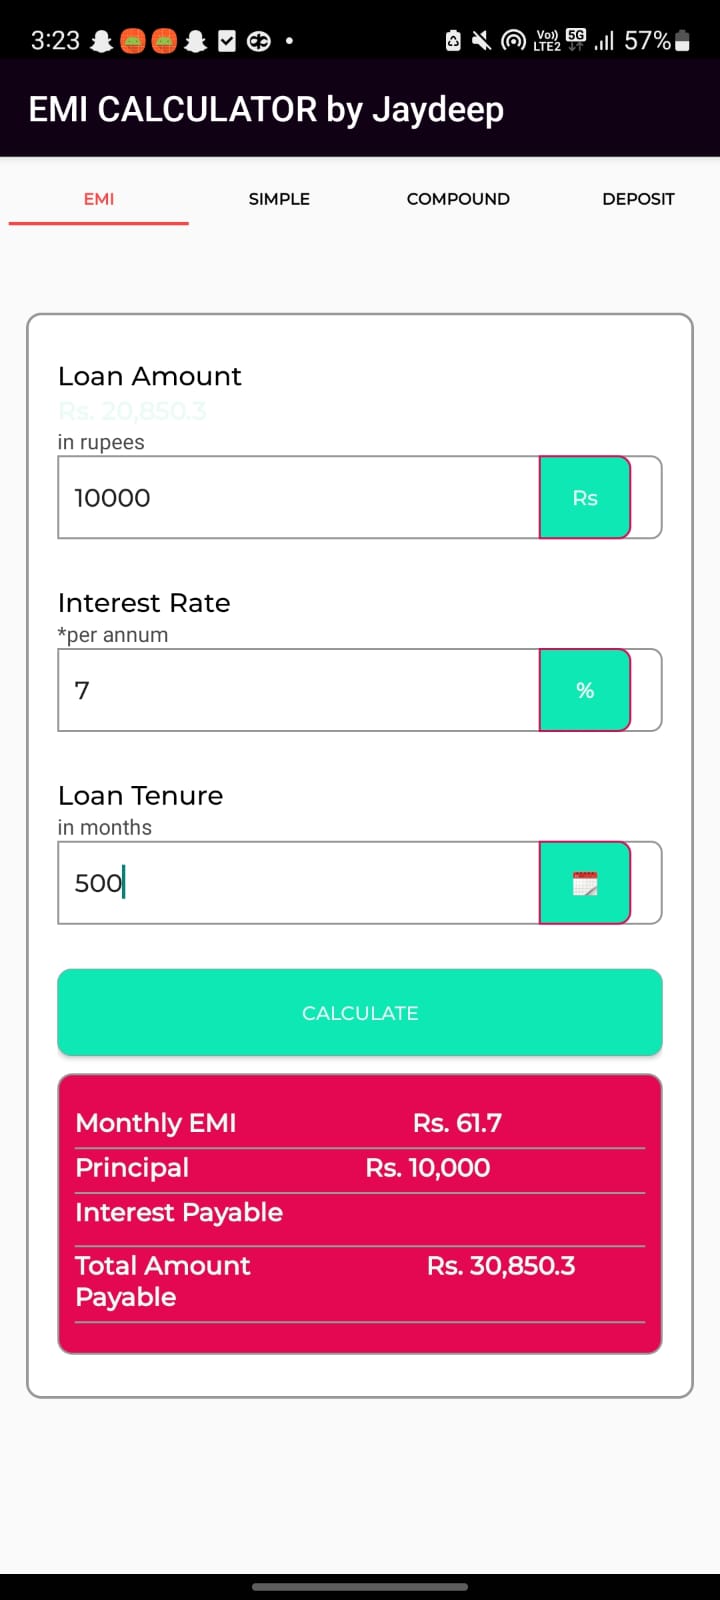 3:23 Vo) LTE2 5G 57%
EMI CALCULATOR by Jaydeep
EMI SIMPLE COMPOUND DEPOSIT
Loan Amount
Rs. 20,850.3
in rupees
10000 Rs
Interest Rate
*per annum
7 %
Loan Tenure
in months
500
CALCULATE
Monthly EMI Rs. 61.7
Principal Rs. 10,000
Interest Payable
Total Amount Rs. 30,850.3
Payable